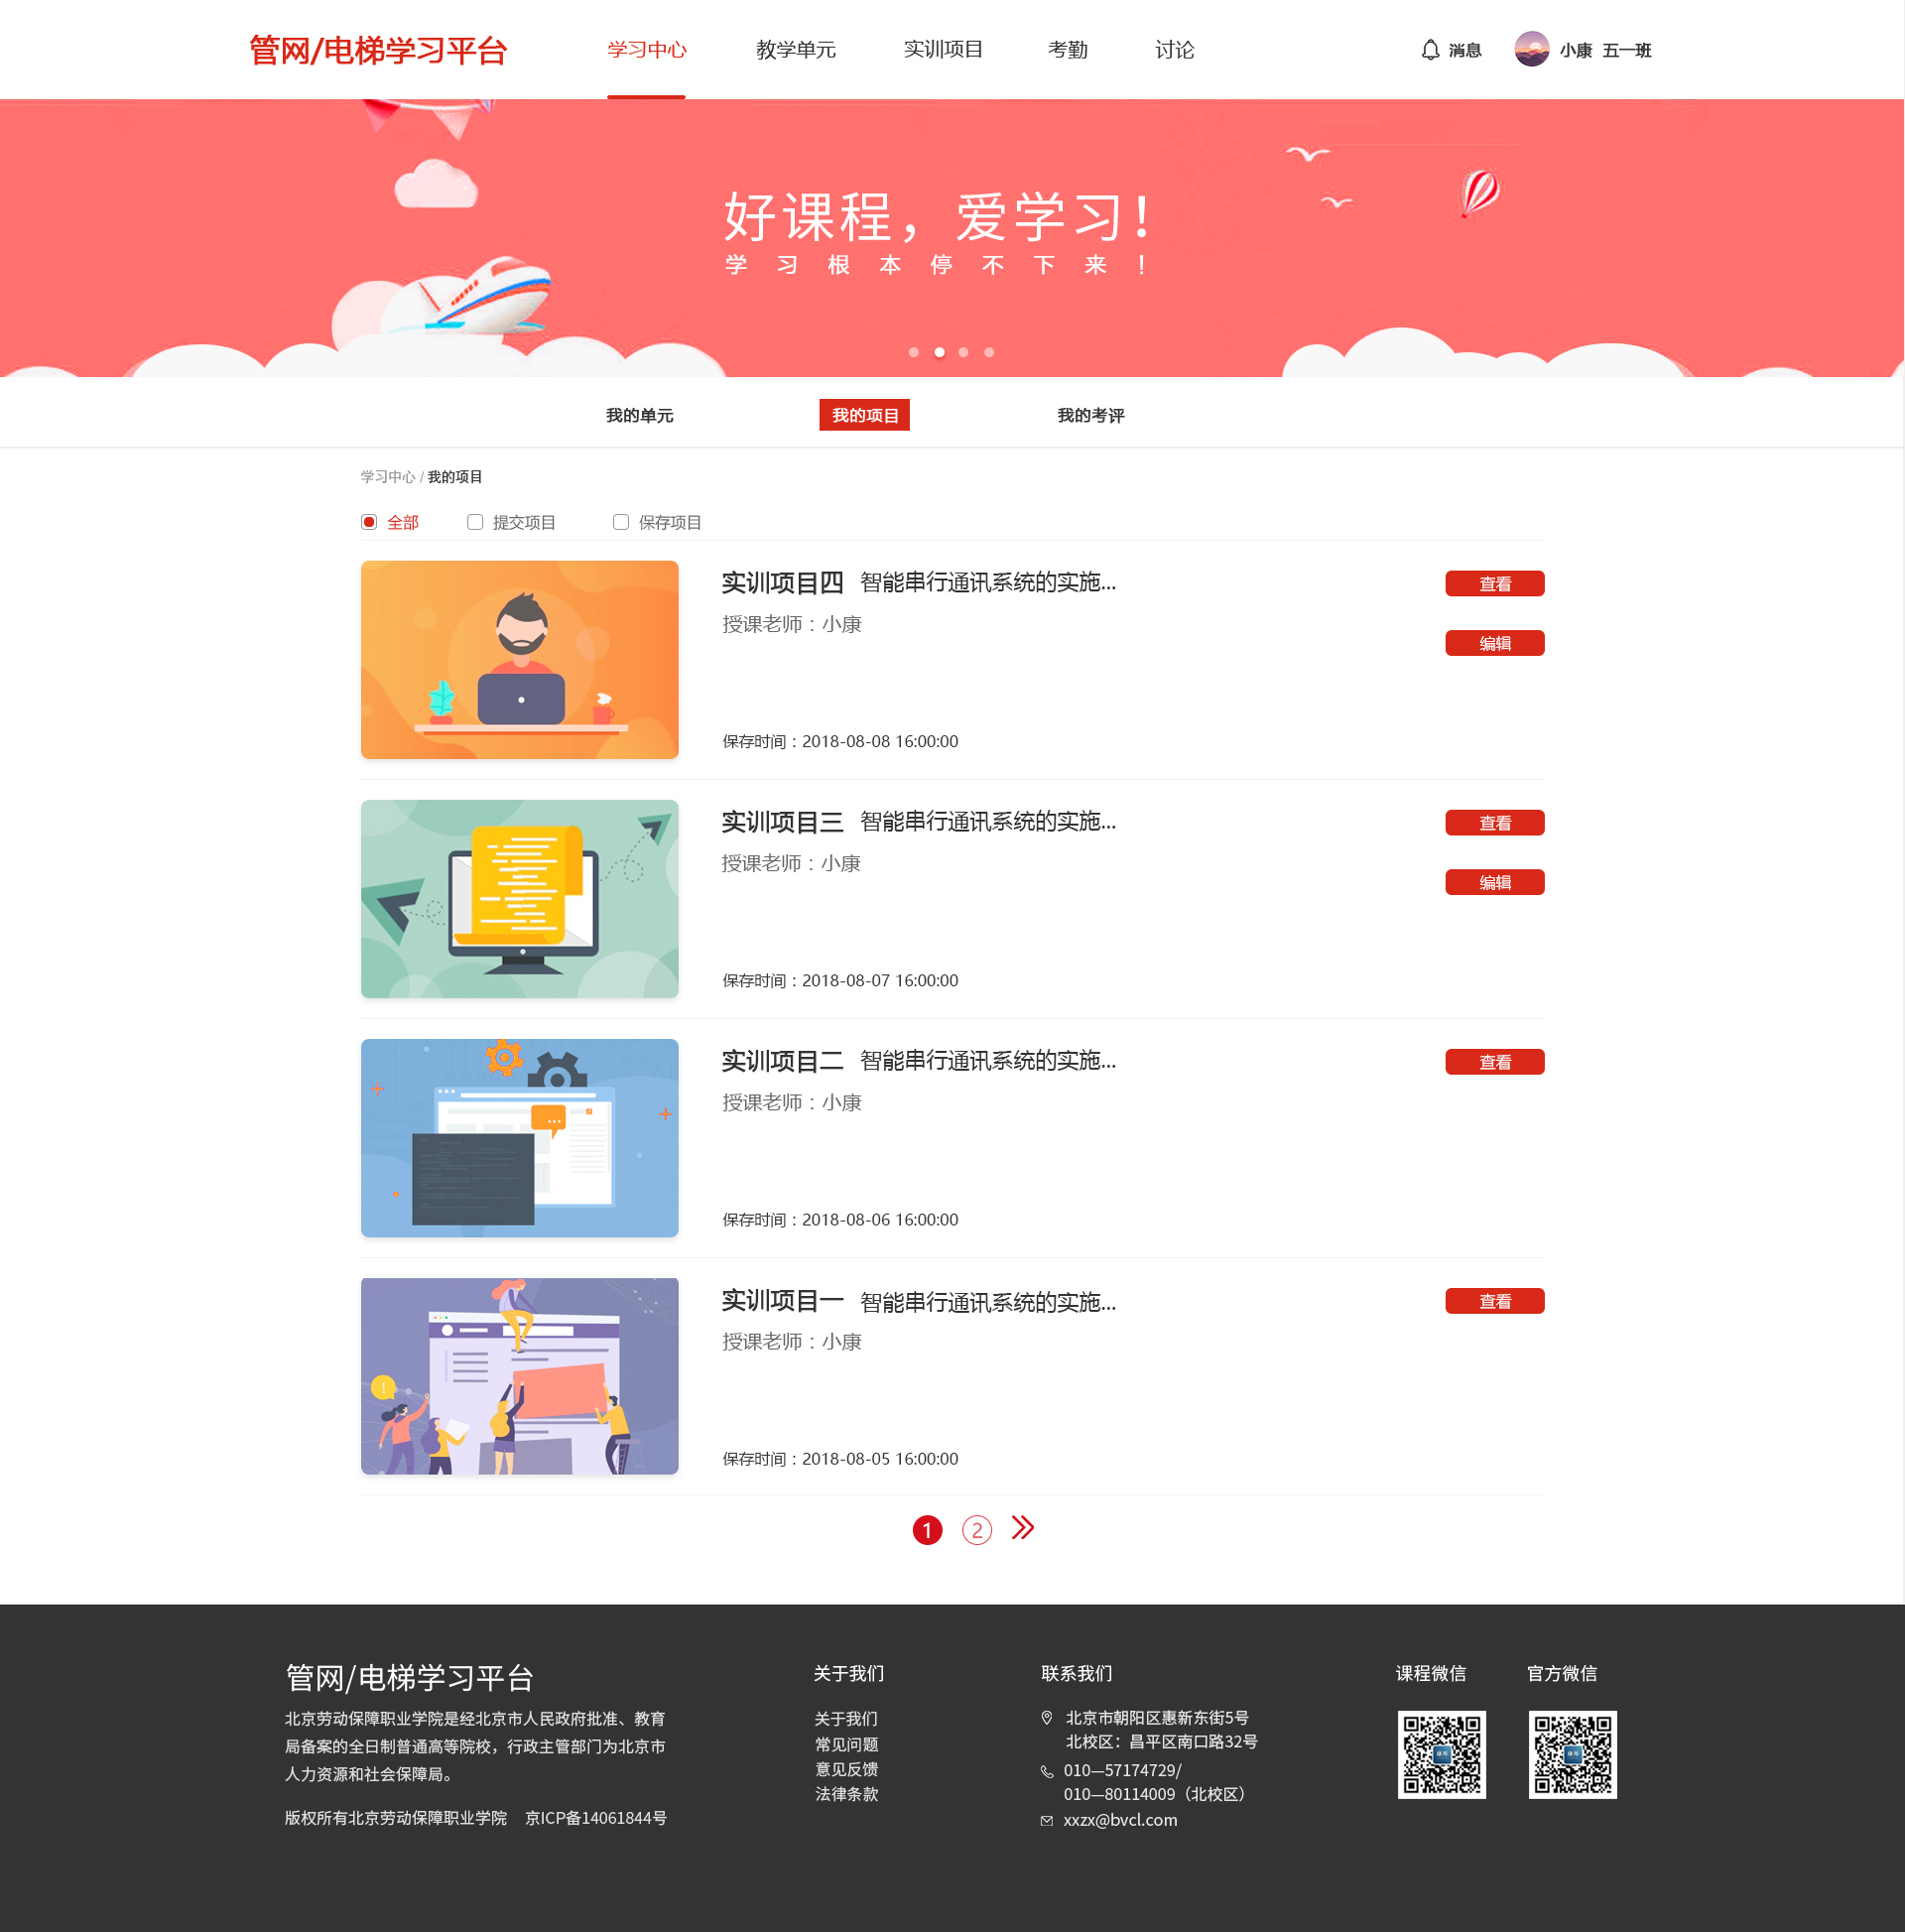 管网/电梯学习平台
学习中心
教学单元
实训项目
考勤
讨论
消息
小康 五一班
好课程，爱学习！
学习根本停不下来！
我的单元
我的项目
我的考评
学习中心 / 我的项目
全部
提交项目
保存项目
实训项目四 智能串行通讯系统的实施...
查看
授课老师：小康
编辑
保存时间：2018-08-08 16:00:00
实训项目三 智能串行通讯系统的实施...
查看
授课老师：小康
编辑
保存时间：2018-08-07 16:00:00
实训项目二 智能串行通讯系统的实施...
查看
授课老师：小康
保存时间：2018-08-06 16:00:00
实训项目一 智能串行通讯系统的实施...
查看
授课老师：小康
保存时间：2018-08-05 16:00:00
1
2
管网/电梯学习平台
北京劳动保障职业学院是经北京市人民政府批准、教育
局备案的全日制普通高等院校，行政主管部门为北京市
人力资源和社会保障局。
版权所有北京劳动保障职业学院 京ICP备14061844号
关于我们
关于我们
常见问题
意见反馈
法律条款
联系我们
北京市朝阳区惠新东街5号
北校区：昌平区南口路32号
010—57174729/
010—80114009（北校区）
xxzx@bvcl.com
课程微信
官方微信